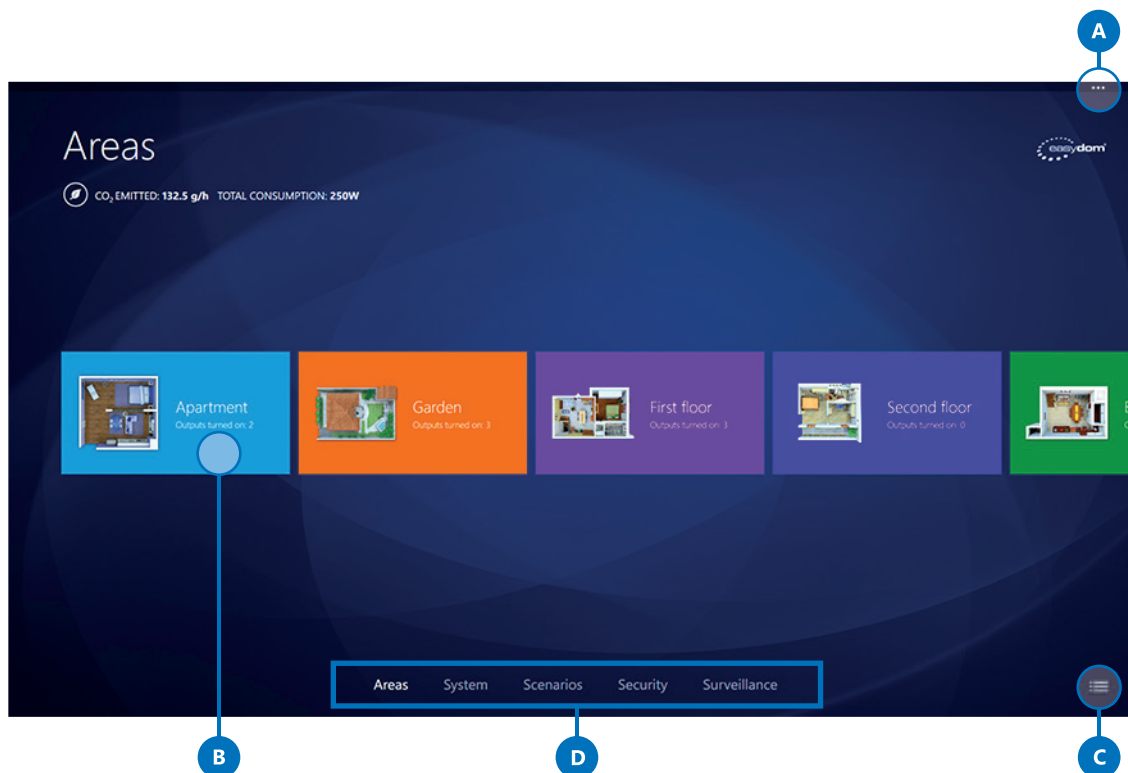 A
...
Areas
easydom
CO₂ EMITTED: 132.5 g/h TOTAL CONSUMPTION: 250W
Apartment
Outputs turned on: 2
Garden
Outputs turned on: 3
First floor
Outputs turned on: 3
Second floor
Outputs turned on: 0
Areas System Scenarios Security Surveillance
B
D
C